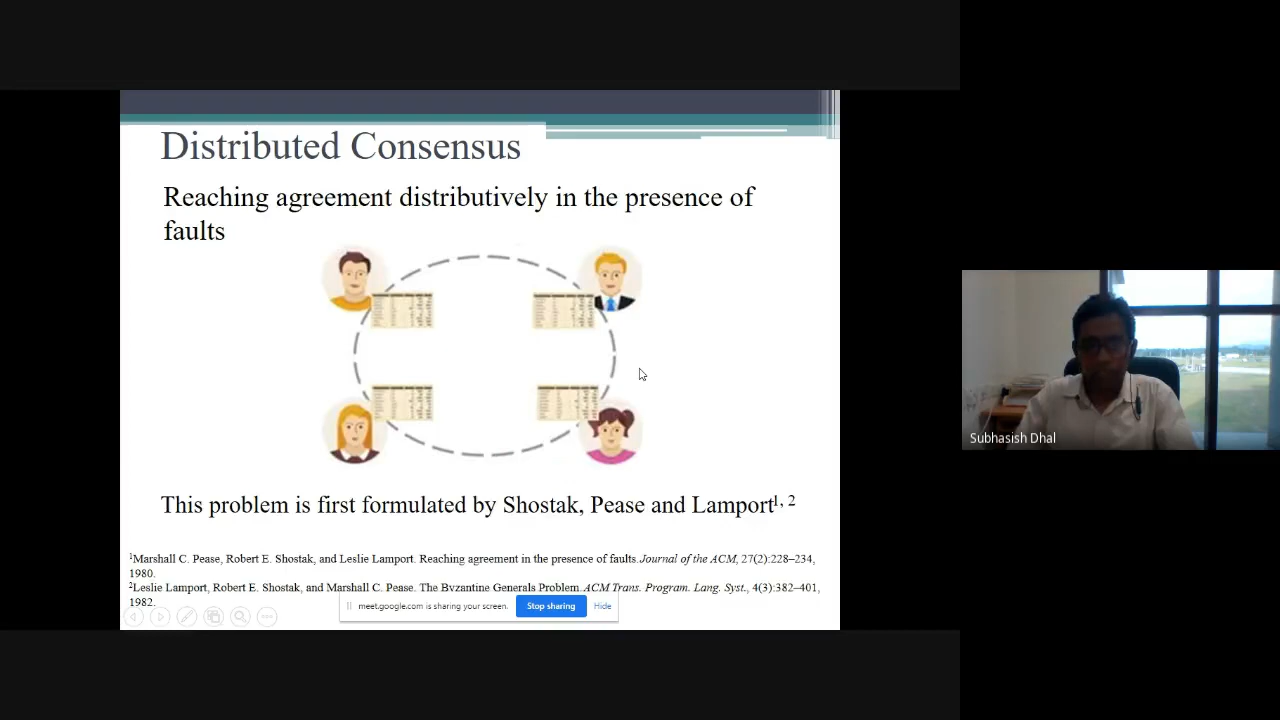 Distributed Consensus
Reaching agreement distributively in the presence of
faults
This problem is first formulated by Shostak, Pease and Lamport1, 2
1Marshall C. Pease, Robert E. Shostak, and Leslie Lamport. Reaching agreement in the presence of faults. Journal of the ACM, 27(2):228–234,
1980.
2Leslie Lamport, Robert E. Shostak, and Marshall C. Pease. The Byzantine Generals Problem. ACM Trans. Program. Lang. Syst., 4(3):382–401,
1982.
meet.google.com is sharing your screen.
Stop sharing
Hide
Subhasish Dhal